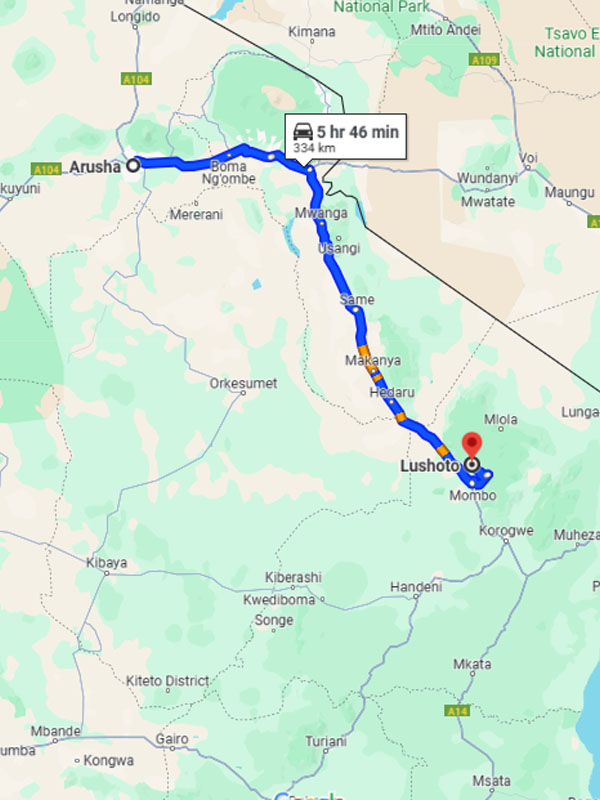 Namanga
National Park
Longido
Kimana
Mtito Andei
Tsavo E
National
A109
A104
5 hr 46 min
334 km
Voi
A104
Arusha
Boma
Ng'ombe
Wundanyi
kuyuni
Mwatate
Maungu
Mererani
Mwanga
A1
Usangi
Same
Makanya
Orkesumet
Hedaru
Mlola
Lunga
Lushoto
Mombo
Korogwe
Muheza
Kibaya
Kiberashi
Handeni
P
Kwediboma
Songe
Mkata
Kiteto District
A14
Mbande
Gairo
Turiani
umba
Kongwa
Msata